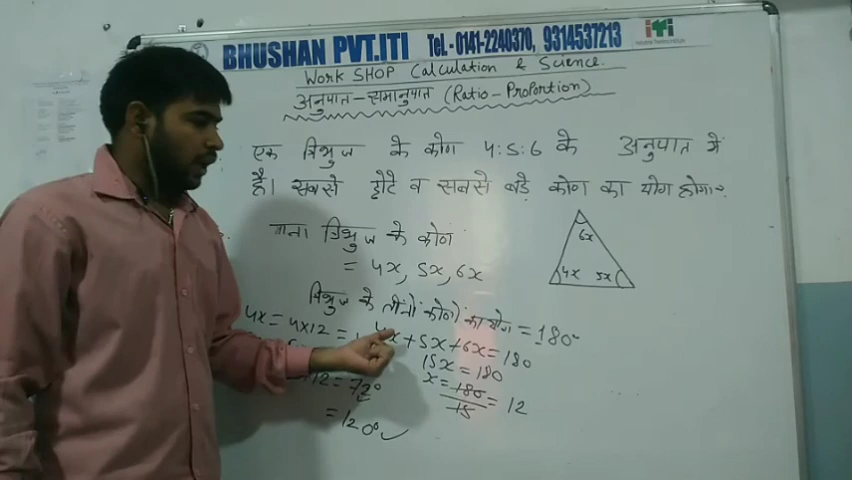 BHUSHAN PVT.ITI Tel.- 0141-2240370, 9314537213 iTi
WorkSHOP Calculation & Science.
अनुपात-समानुपात (Ratio-Proportion)
एक त्रिभुज के कोण 4:5:6 के अनुपात में
है। सबसे छोटे व सबसे बड़े कोण का योग होगा?
माना त्रिभुज के कोण
= 4x, 5x, 6x
6x
4x 5x
त्रिभुज के तीनों कोणों का योग = 180°
4x = 4x12 =
4x+5x+6x = 180
15x = 180
x = 180/15 = 12
12 = 72°
= 120° ✓